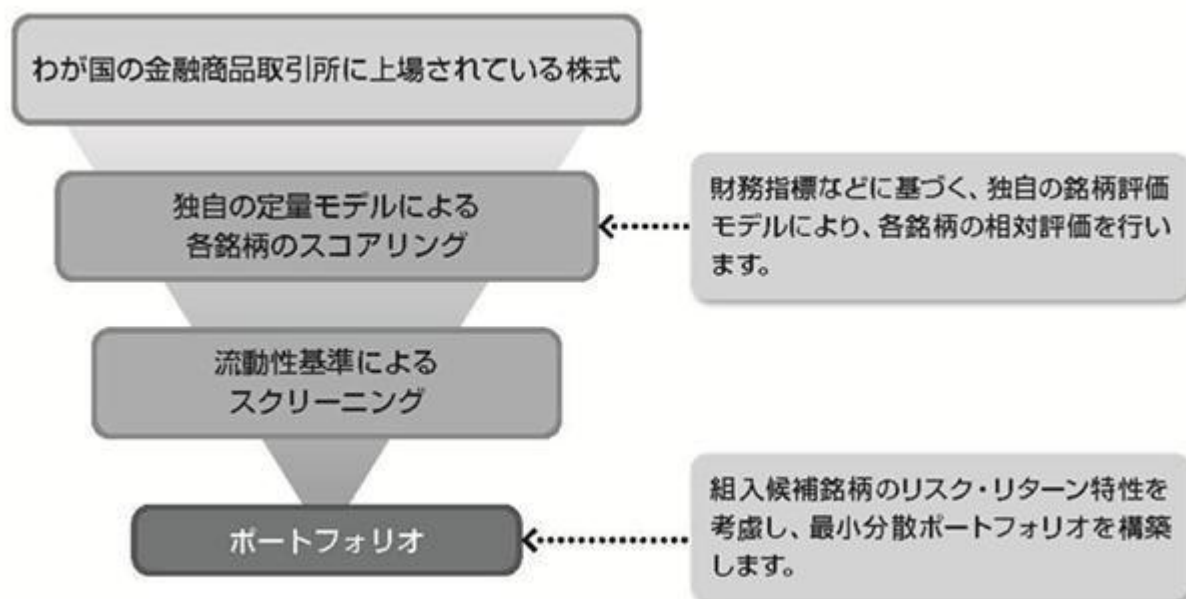 わが国の金融商品取引所に上場されている株式
独自の定量モデルによる
各銘柄のスコアリング
財務指標などに基づく、独自の銘柄評価
モデルにより、各銘柄の相対評価を行い
ます。
流動性基準による
スクリーニング
ポートフォリオ
組入候補銘柄のリスク・リターン特性を
考慮し、最小分散ポートフォリオを構築
します。